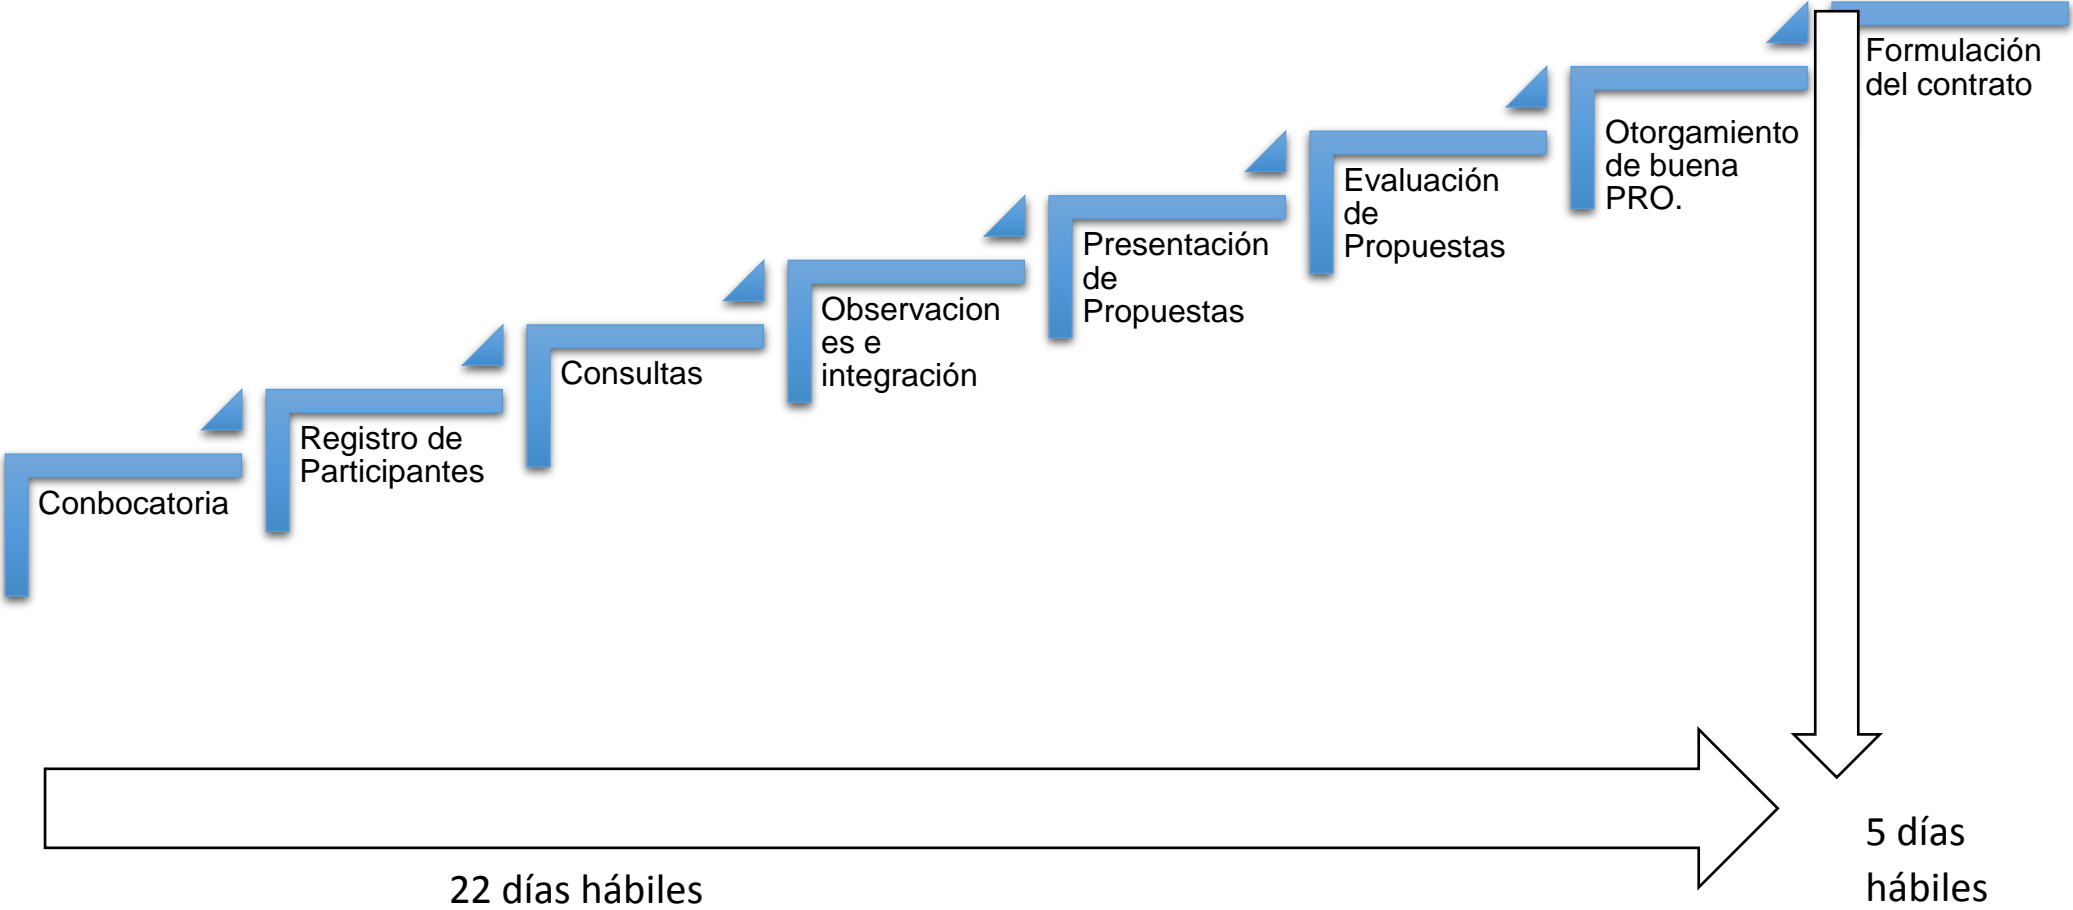 Conbocatoria
Registro de
Participantes
Consultas
Observacion
es e
integración
Presentación
de
Propuestas
Evaluación
de
Propuestas
Otorgamiento
de buena
PRO.
Formulación
del contrato
22 días hábiles
5 días
hábiles